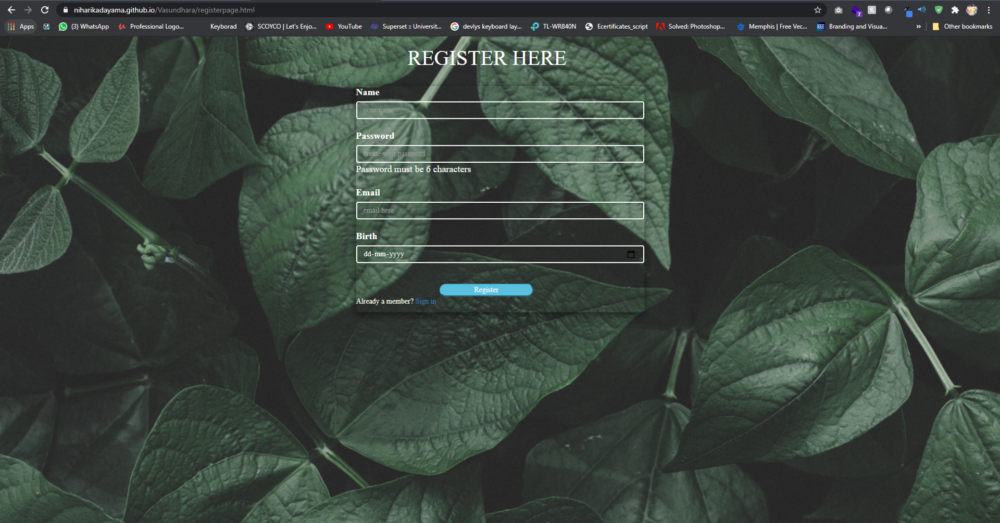 niharikadayama.github.io/Vasundhara/registerpage.html
7
Apps (3) WhatsApp Professional Logo... Keyborad SCOYCO | Let's Enjo... YouTube Superset :: Universit... devlys keyboard lay... TL-WR840N Ecertificates_script Solved: Photoshop... Memphis | Free Vec... IEEE Branding and Visua... » Other bookmarks
REGISTER HERE
Name
your name
Password
create your password
Password must be 6 characters
Email
email here
Birth
dd-mm-yyyy
Register
Already a member? Sign in